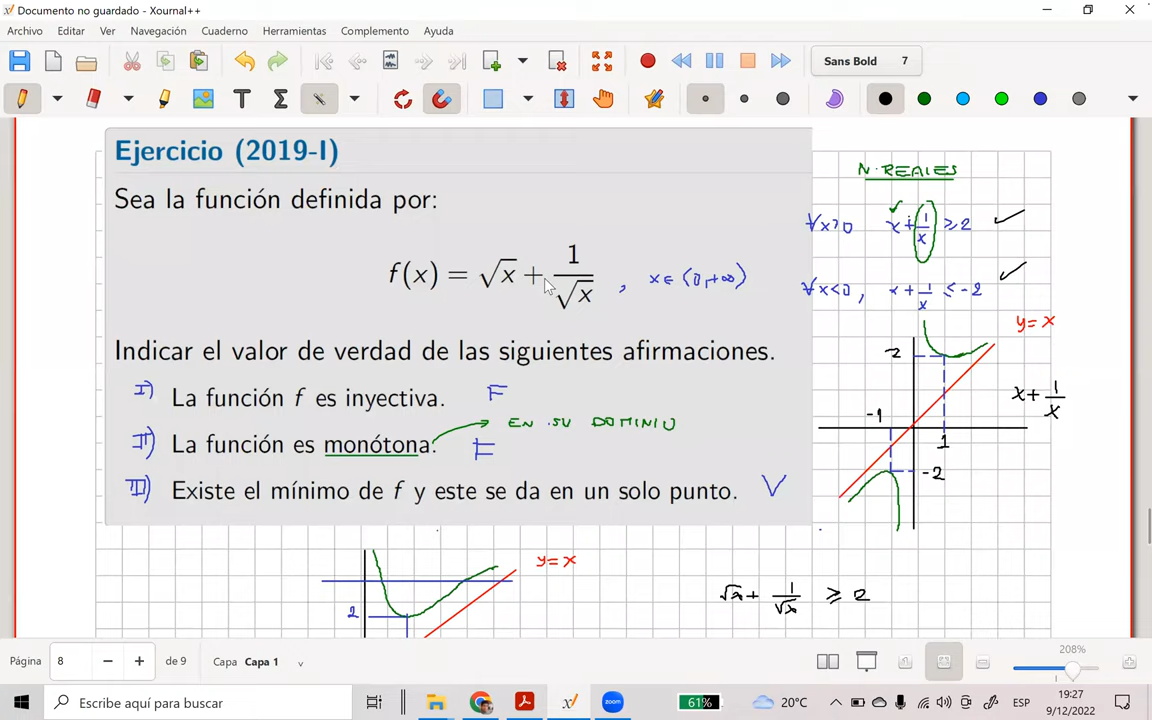 Documento no guardado - Xournal++
Archivo Editar Ver Navegación Cuaderno Herramientas Complemento Ayuda
Sans Bold 7
Ejercicio (2019-I)
Sea la función definida por:
f(x) = √x + 1/√x , x ∈ ⟨0, +∞⟩
Indicar el valor de verdad de las siguientes afirmaciones.
I) La función f es inyectiva. F
II) La función es monótona. → EN SU DOMINIO F
III) Existe el mínimo de f y este se da en un solo punto. V
N. REALES
∀x>0 x + 1/x ≥ 2 ✓
∀x<0, x + 1/x ≤ -2 ✓
y = x
2
x + 1/x
-1
1
-2
y = x
2
√x + 1/√x ≥ 2
Página 8 de 9 Capa Capa 1 208%
Escribe aquí para buscar
zoom
61%
20°C
ESP
19:27
9/12/2022